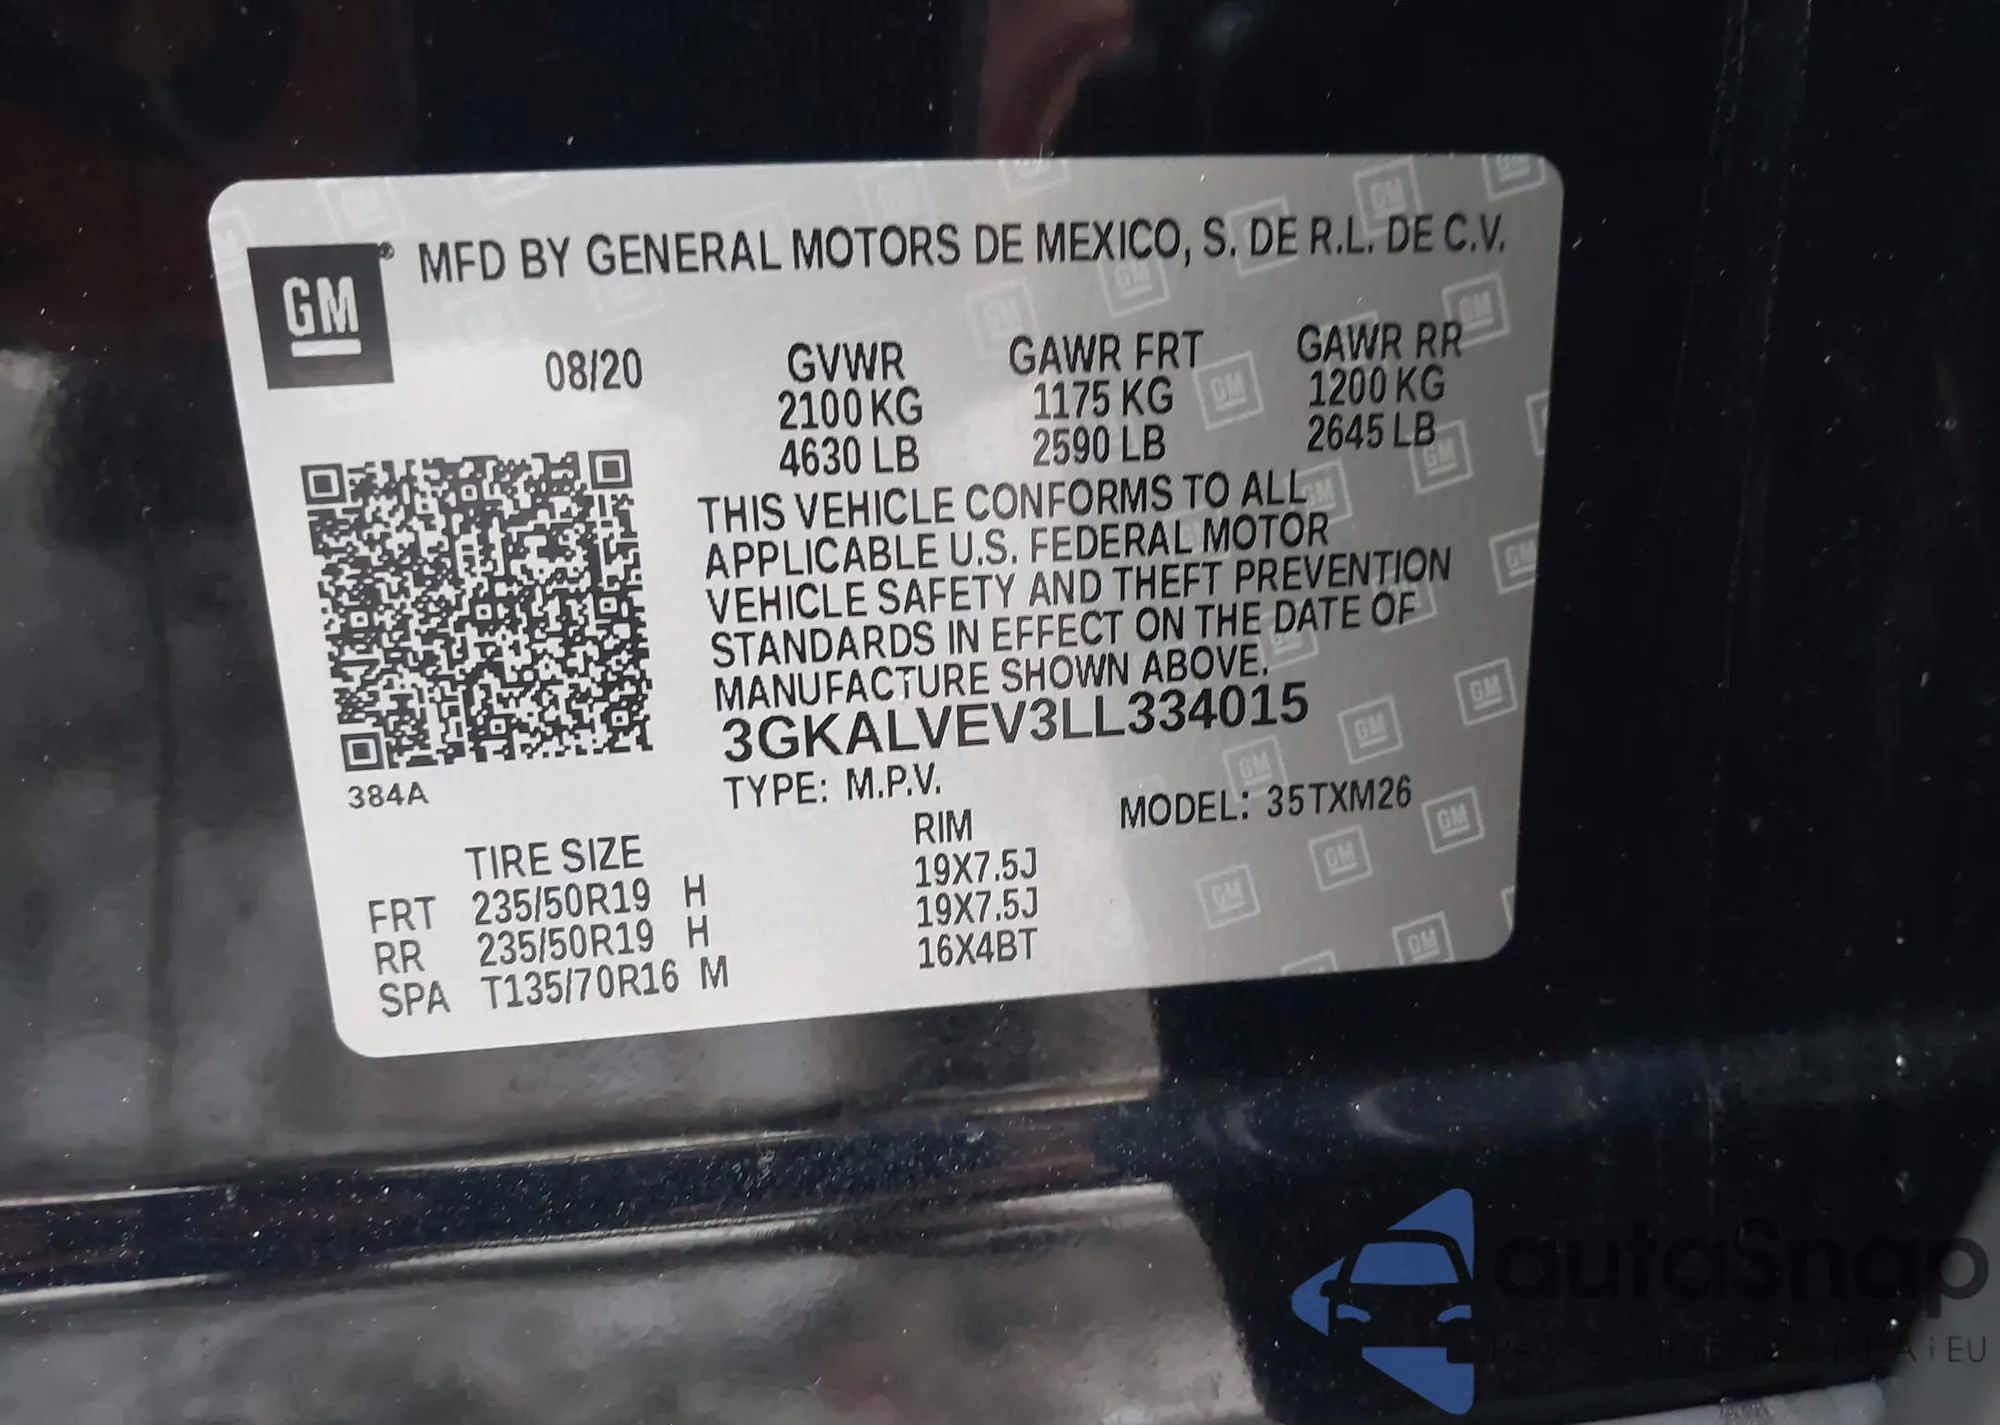 GM® MFD BY GENERAL MOTORS DE MEXICO, S. DE R.L. DE C.V.
08/20 GVWR GAWR FRT GAWR RR
2100 KG 1175 KG 1200 KG
4630 LB 2590 LB 2645 LB
THIS VEHICLE CONFORMS TO ALL
APPLICABLE U.S. FEDERAL MOTOR
VEHICLE SAFETY AND THEFT PREVENTION
STANDARDS IN EFFECT ON THE DATE OF
MANUFACTURE SHOWN ABOVE.
3GKALVEV3LL334015
384A TYPE: M.P.V. MODEL: 35TXM26
TIRE SIZE RIM
FRT 235/50R19 H 19X7.5J
RR 235/50R19 H 19X7.5J
SPA T135/70R16 M 16X4BT
autaSnap
EU